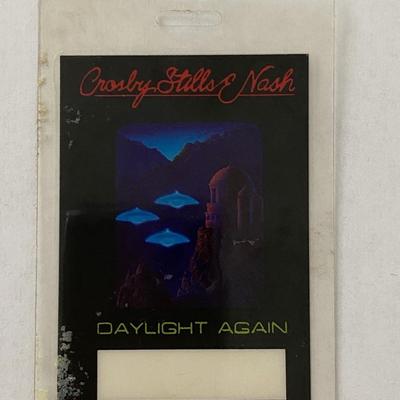 Crosby Stills & Nash
DAYLIGHT AGAIN